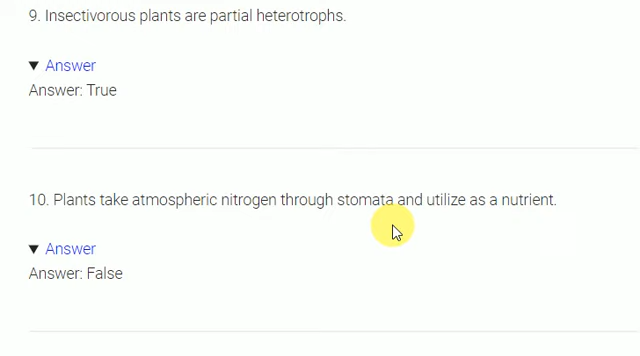 9. Insectivorous plants are partial heterotrophs.
▼ Answer
Answer: True
10. Plants take atmospheric nitrogen through stomata and utilize as a nutrient.
▼ Answer
Answer: False